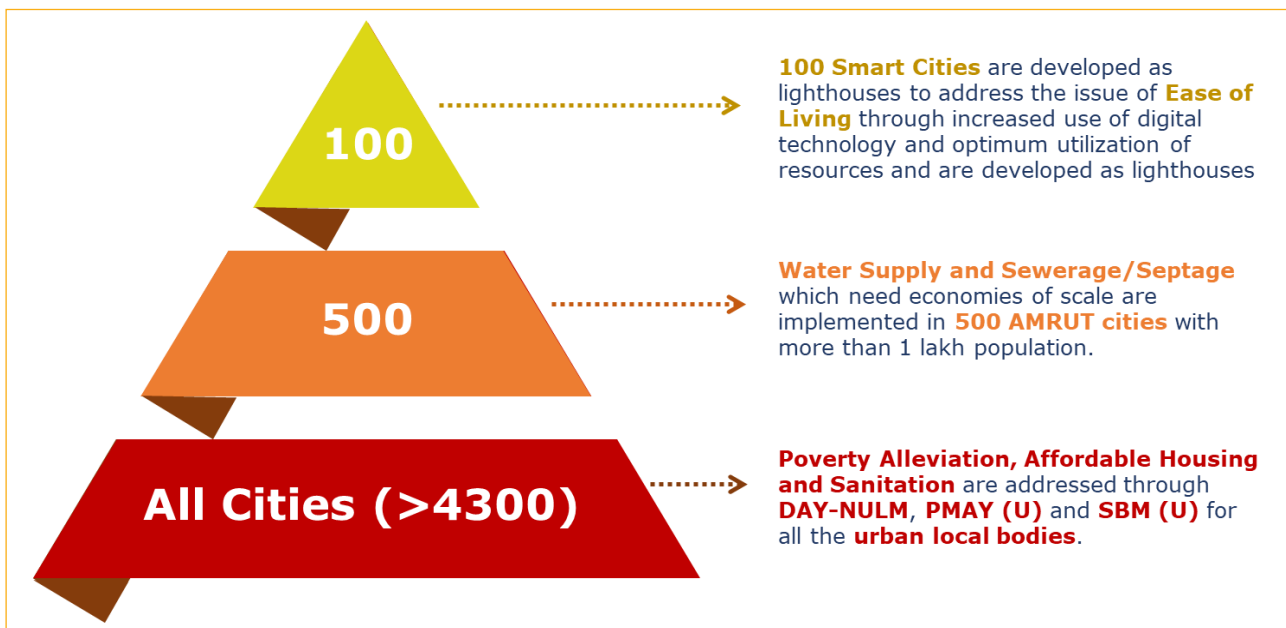 100
100 Smart Cities are developed as
lighthouses to address the issue of Ease of
Living through increased use of digital
technology and optimum utilization of
resources and are developed as lighthouses
500
Water Supply and Sewerage/Septage
which need economies of scale are
implemented in 500 AMRUT cities with
more than 1 lakh population.
All Cities (>4300)
Poverty Alleviation, Affordable Housing
and Sanitation are addressed through
DAY-NULM, PMAY (U) and SBM (U) for
all the urban local bodies.